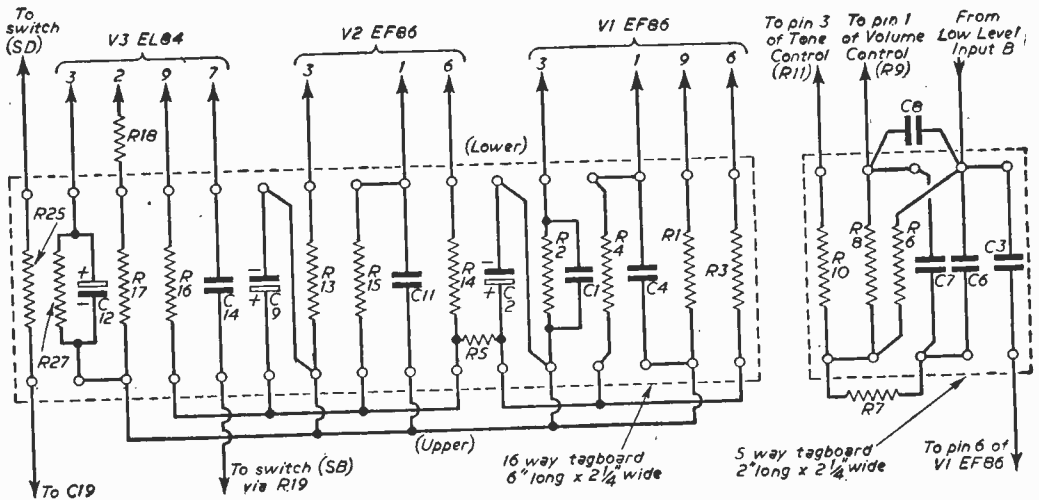 To
switch
(SD)
V3 EL84
V2 EF86
V1 EF86
To pin 3
of Tone
Control
(R11)
To pin 1
of Volume
Control
(R9)
From
Low Level
Input B
3 2 9 7 3 1 6 3 1 9 6
R18
(Lower)
C8
R25
R27
C12
+
-
R17
R16
C14
-
+
C9
R13
R15
C11
R14
-
+
C2
R5
R2
C1
R4
C4
R1
R3
R10
R8
R6
C7
C6
C3
R7
(Upper)
To C19
To switch (SB)
via R19
16 way tagboard
6" long x 2¼" wide
5 way tagboard
2" long x 2¼" wide
To pin 6 of
V1 EF86